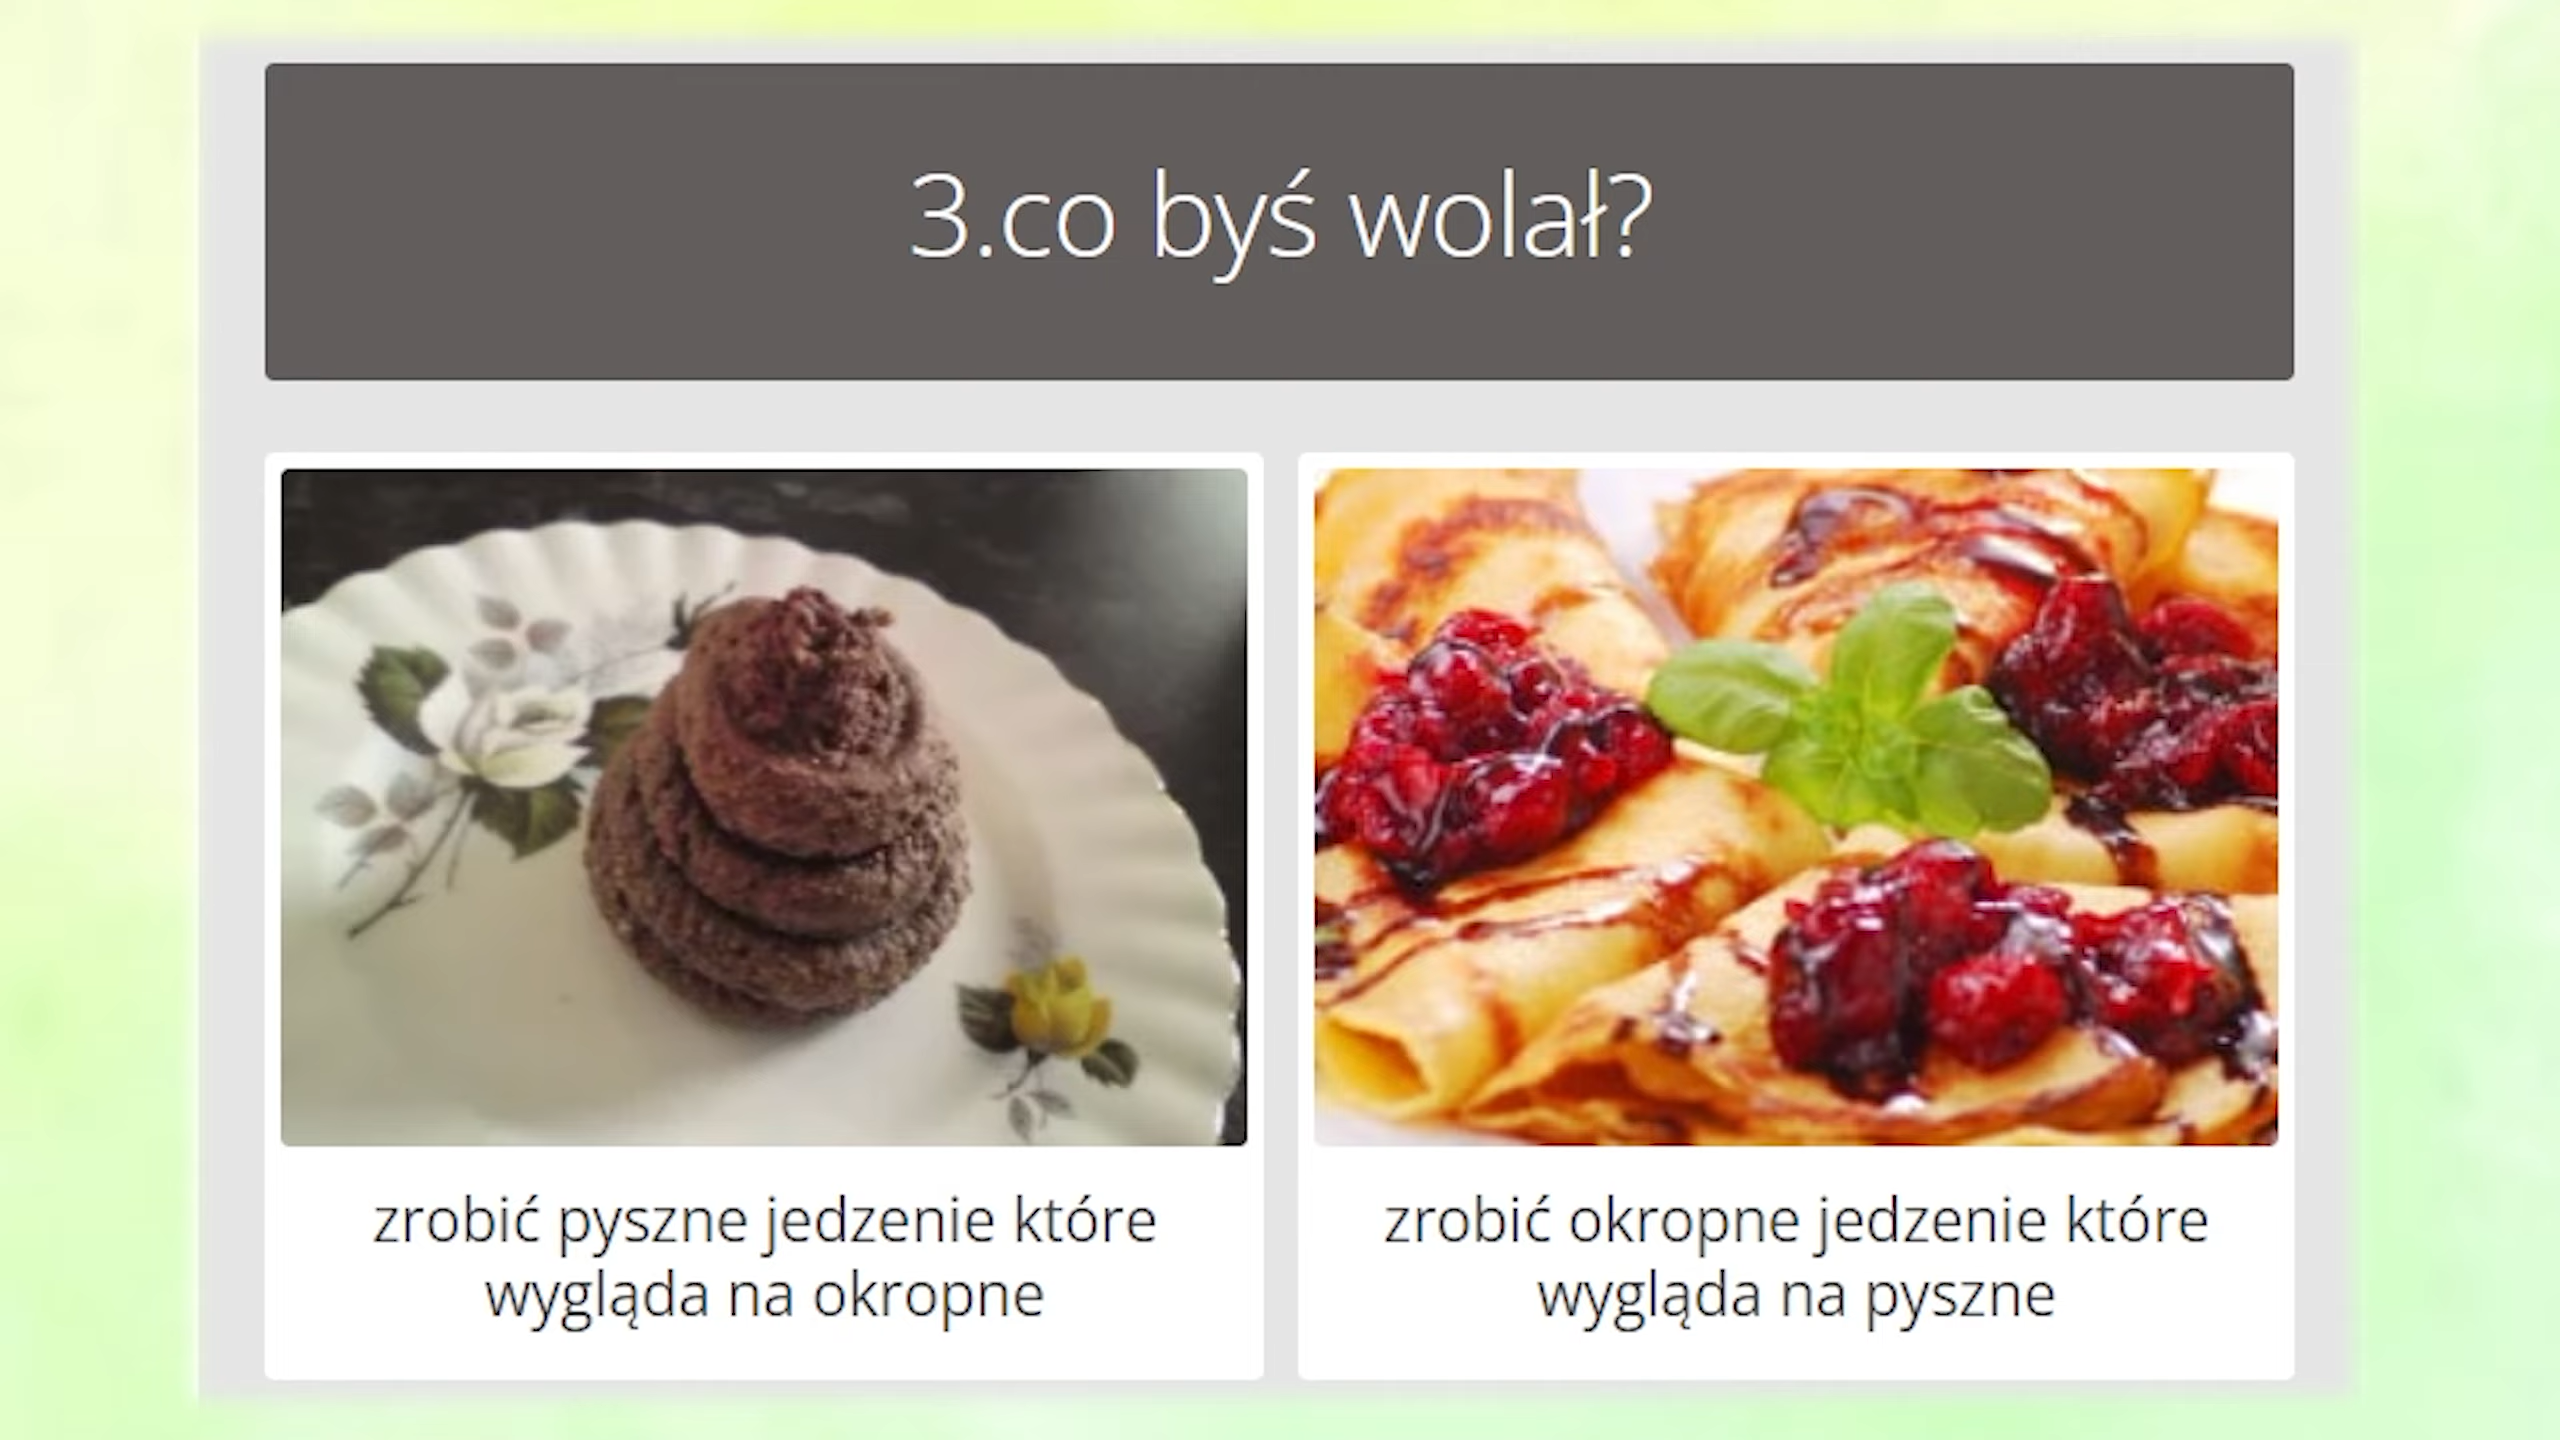 3.co byś wolał?
zrobić pyszne jedzenie które
wygląda na okropne
zrobić okropne jedzenie które
wygląda na pyszne